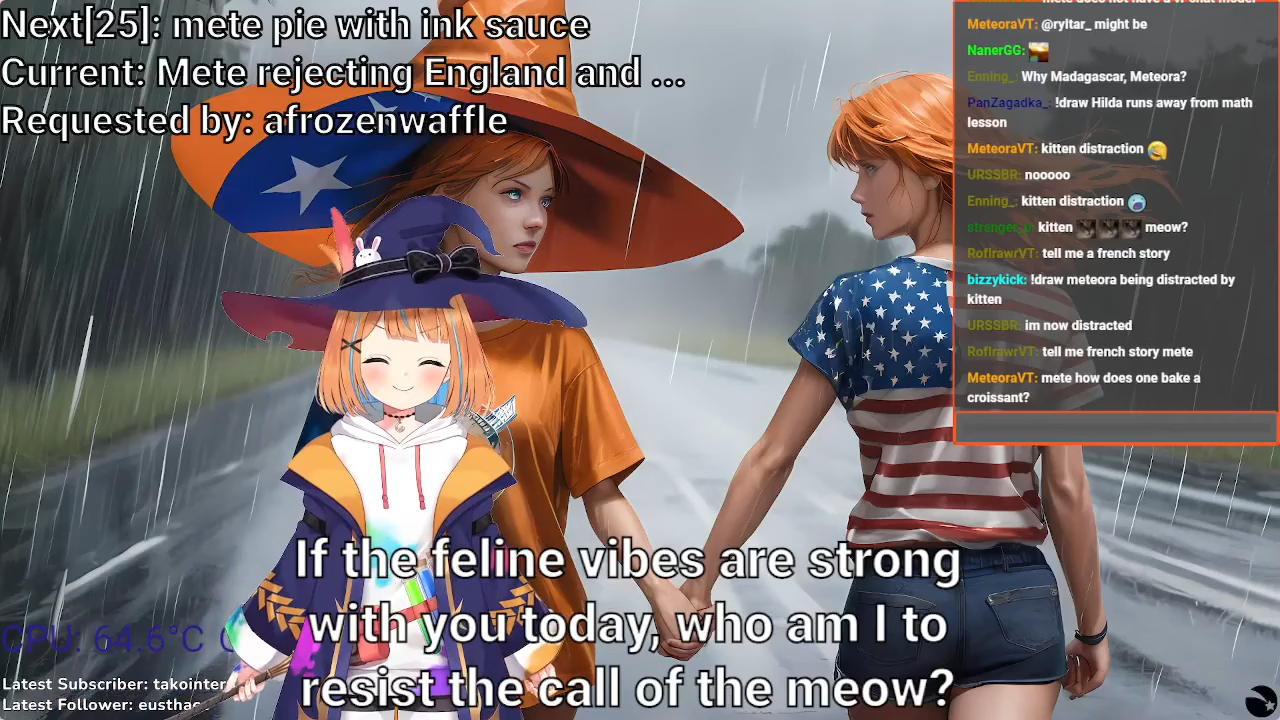 Next[25]: mete pie with ink sauce
Current: Mete rejecting England and ...
Requested by: afrozenwaffle
MeteoraVT: @ryltar_ might be
NanerGG:
Enning_: Why Madagascar, Meteora?
PanZagadka_: !draw Hilda runs away from math
lesson
MeteoraVT: kitten distraction
URSSBR: nooooo
Enning_: kitten distraction
kitten meow?
RoflrawrVT: tell me a french story
bizzykick: !draw meteora being distracted by
kitten
URSSBR: im now distracted
RoflrawrVT: tell me french story mete
MeteoraVT: mete how does one bake a
croissant?
If the feline vibes are strong
with you today, who am I to
resist the call of the meow?
CPU: 64.6°C
Latest Subscriber: takointer
Latest Follower: eusthas